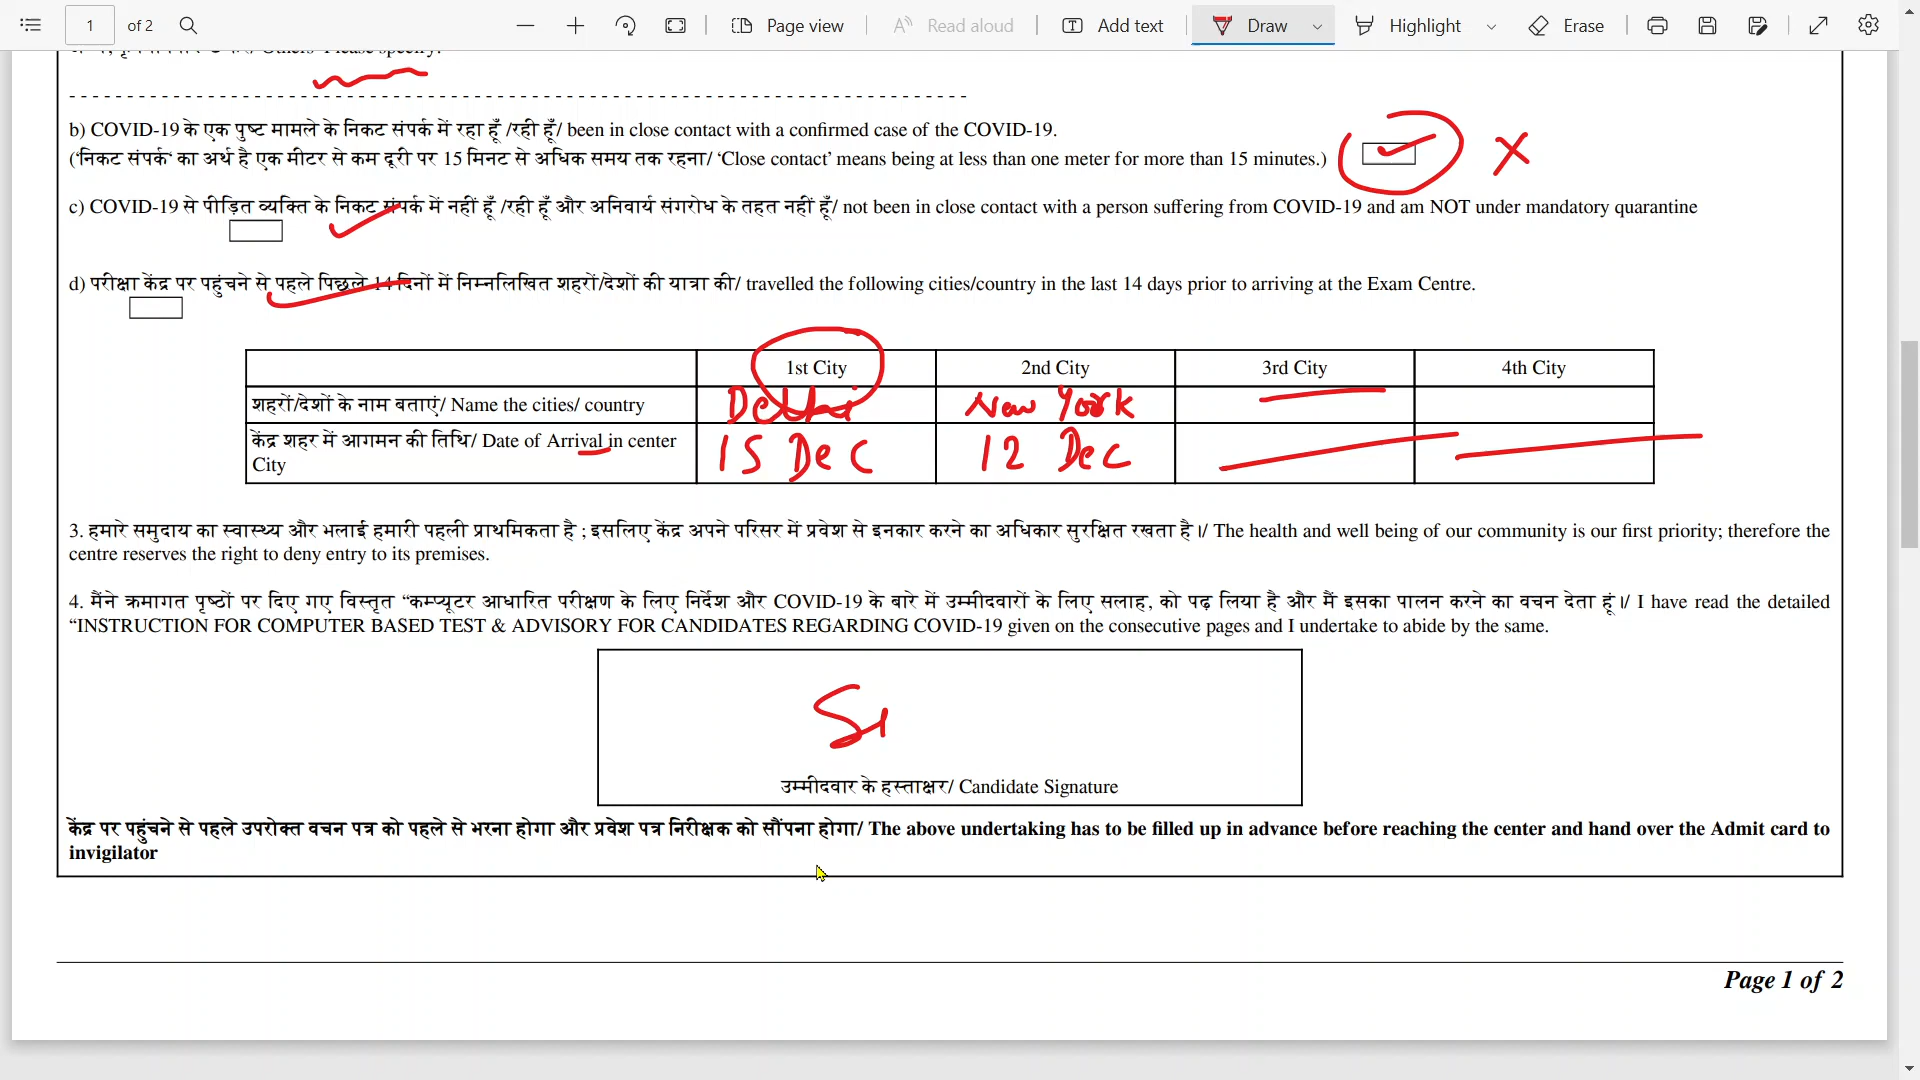 1 of 2 Page view Read aloud Add text Draw Highlight Erase
Others Please specify.
b) COVID-19 के एक पुष्ट मामले के निकट संपर्क में रहा हूँ /रही हूँ/ been in close contact with a confirmed case of the COVID-19.
('निकट संपर्क' का अर्थ है एक मीटर से कम दूरी पर 15 मिनट से अधिक समय तक रहना/ ‘Close contact’ means being at less than one meter for more than 15 minutes.)
c) COVID-19 से पीड़ित व्यक्ति के निकट संपर्क में नहीं हूँ /रही हूँ और अनिवार्य संगरोध के तहत नहीं हूँ/ not been in close contact with a person suffering from COVID-19 and am NOT under mandatory quarantine
d) परीक्षा केंद्र पर पहुंचने से पहले पिछले 14 दिनों में निम्नलिखित शहरों/देशों की यात्रा की/ travelled the following cities/country in the last 14 days prior to arriving at the Exam Centre.
1st City 2nd City 3rd City 4th City
शहरों/देशों के नाम बताएं/ Name the cities/ country Delhi New York
केंद्र शहर में आगमन की तिथि/ Date of Arrival in center 15 Dec 12 Dec
City
3. हमारे समुदाय का स्वास्थ्य और भलाई हमारी पहली प्राथमिकता है ; इसलिए केंद्र अपने परिसर में प्रवेश से इनकार करने का अधिकार सुरक्षित रखता है।/ The health and well being of our community is our first priority; therefore the
centre reserves the right to deny entry to its premises.
4. मैंने क्रमागत पृष्ठों पर दिए गए विस्तृत “कम्प्यूटर आधारित परीक्षण के लिए निर्देश और COVID-19 के बारे में उम्मीदवारों के लिए सलाह, को पढ़ लिया है और मैं इसका पालन करने का वचन देता हूं।/ I have read the detailed
“INSTRUCTION FOR COMPUTER BASED TEST & ADVISORY FOR CANDIDATES REGARDING COVID-19 given on the consecutive pages and I undertake to abide by the same.
उम्मीदवार के हस्ताक्षर/ Candidate Signature
केंद्र पर पहुंचने से पहले उपरोक्त वचन पत्र को पहले से भरना होगा और प्रवेश पत्र निरीक्षक को सौंपना होगा/ The above undertaking has to be filled up in advance before reaching the center and hand over the Admit card to
invigilator
Page 1 of 2